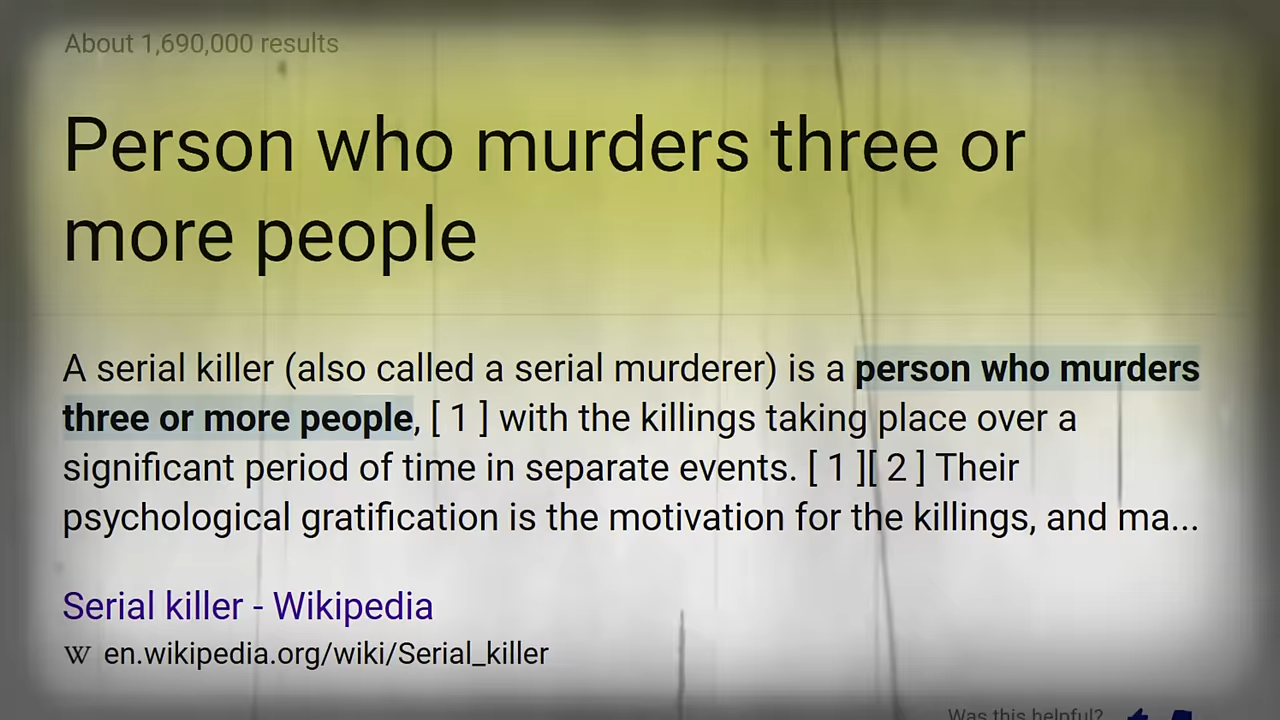 About 1,690,000 results
Person who murders three or
more people
A serial killer (also called a serial murderer) is a person who murders
three or more people, [ 1 ] with the killings taking place over a
significant period of time in separate events. [ 1 ][ 2 ] Their
psychological gratification is the motivation for the killings, and ma...
Serial killer - Wikipedia
W en.wikipedia.org/wiki/Serial_killer
Was this helpful?